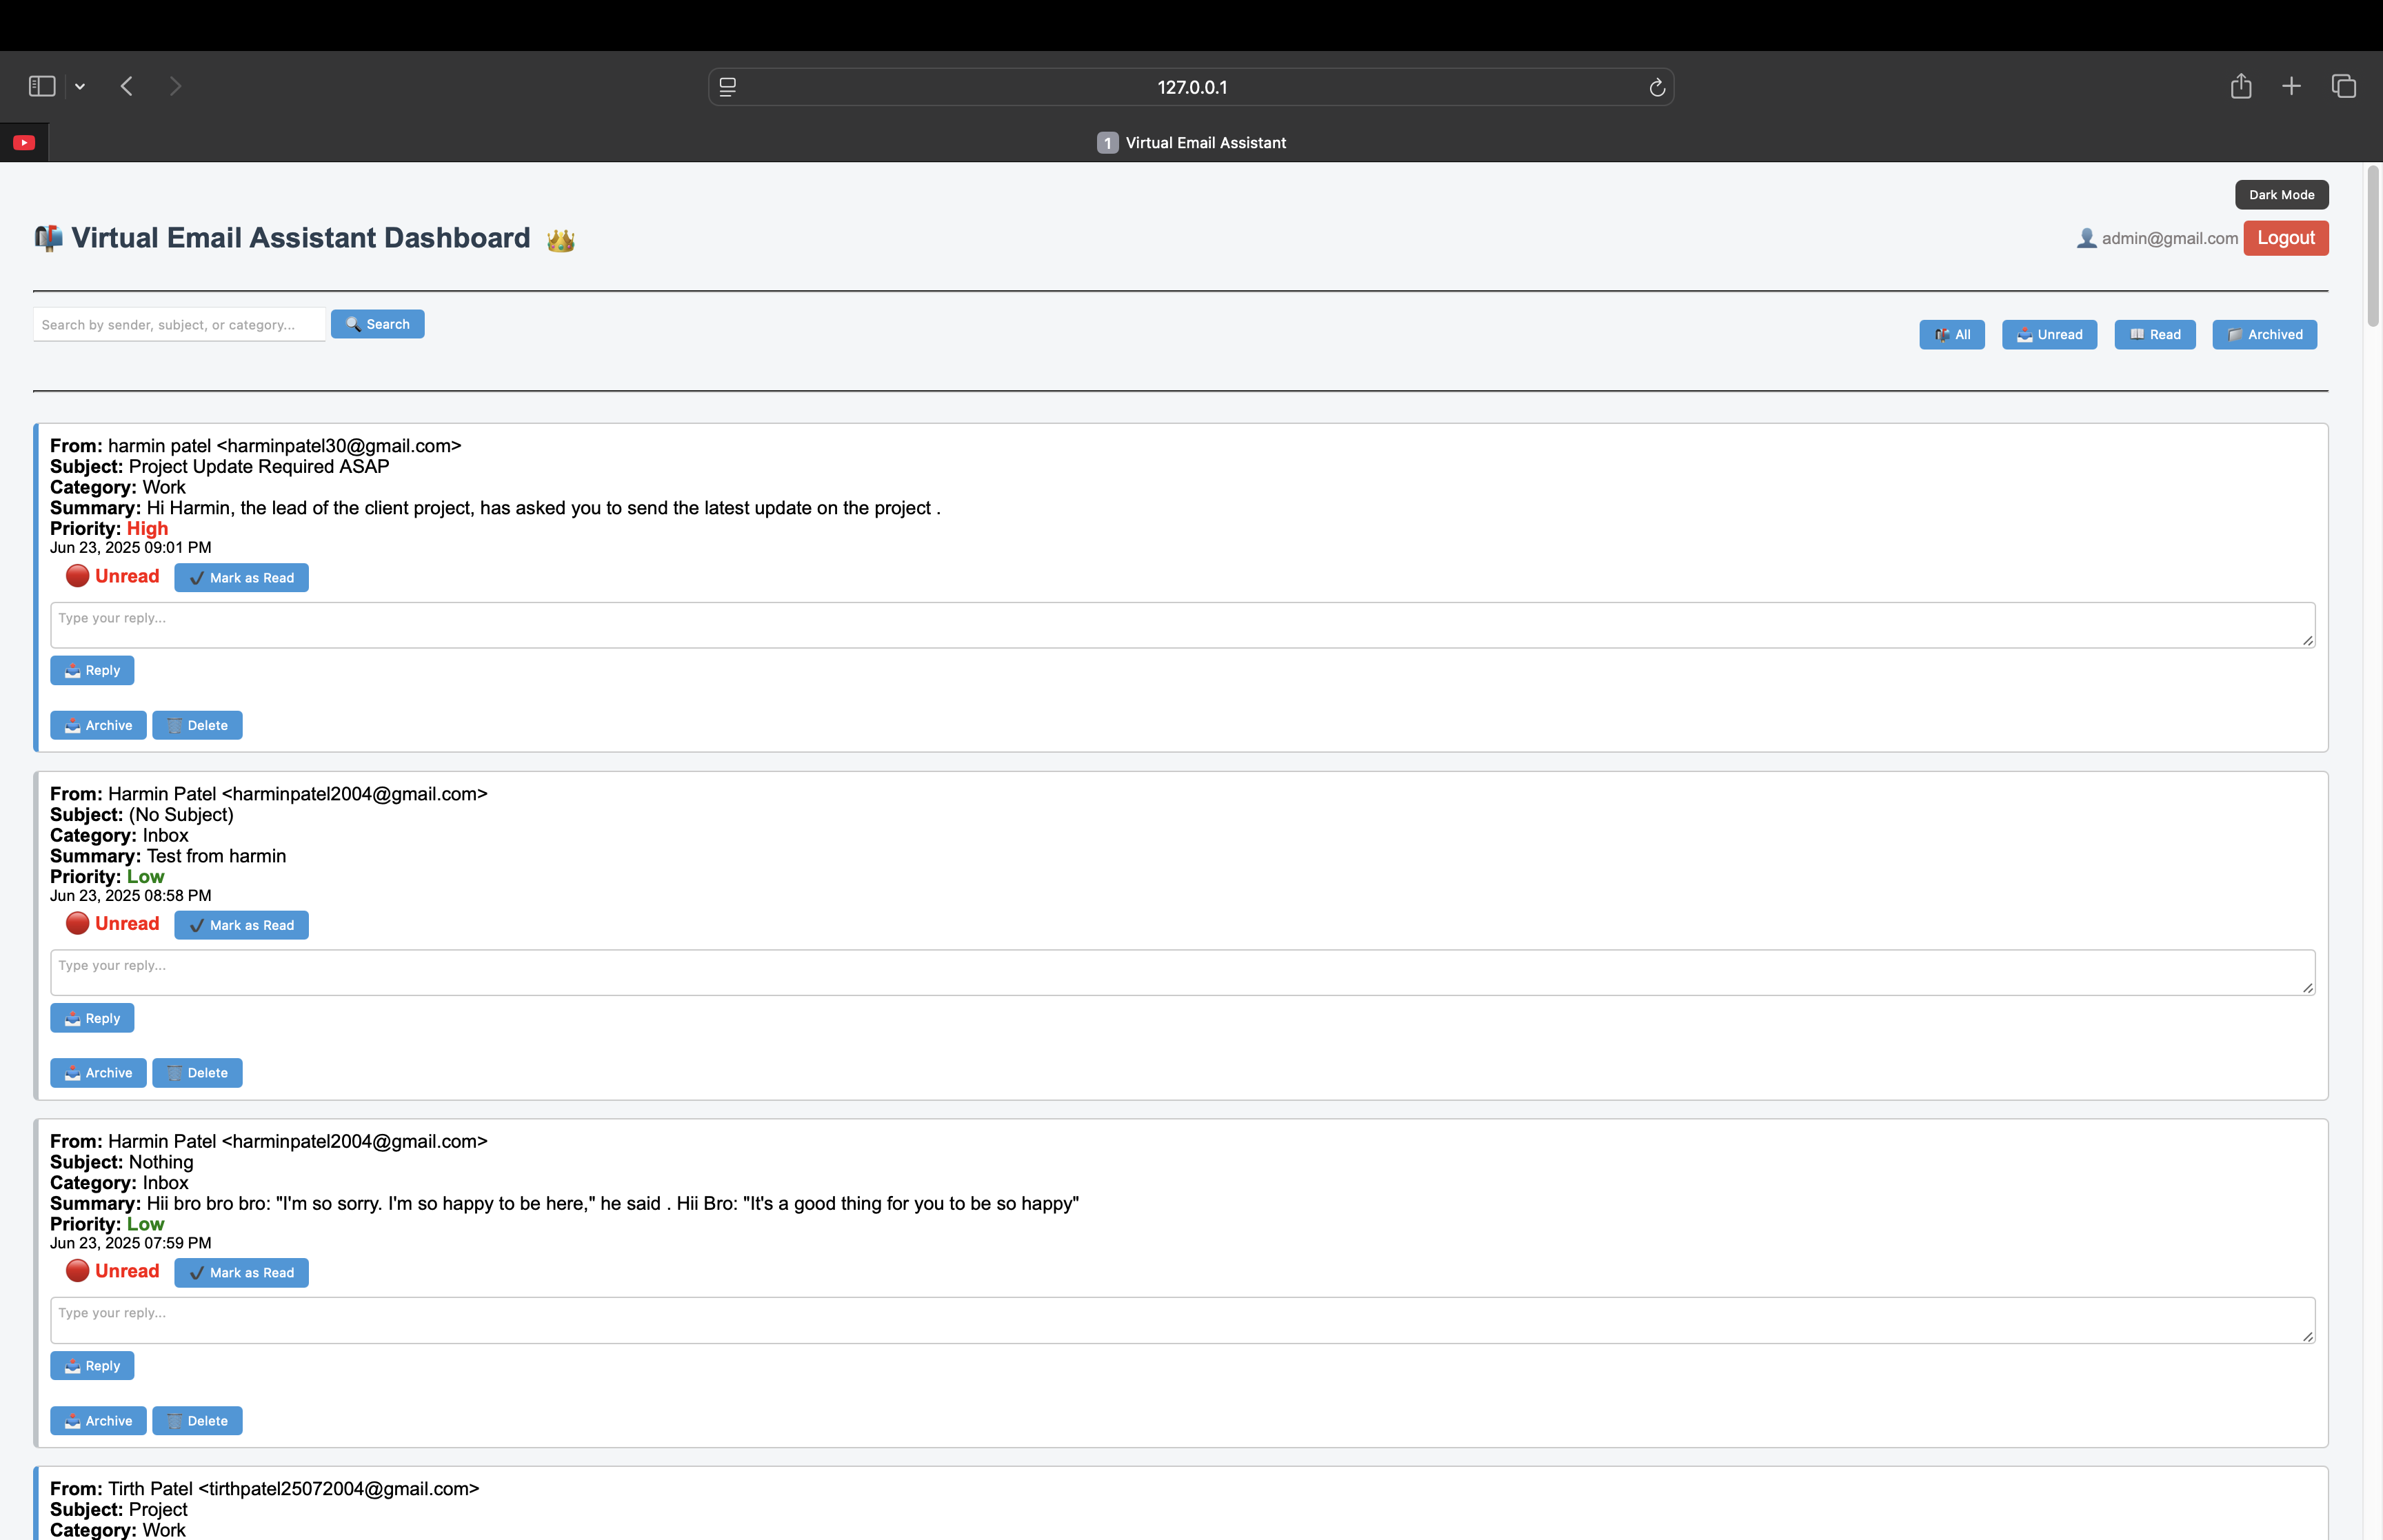 127.0.0.1
1 Virtual Email Assistant
Dark Mode
Virtual Email Assistant Dashboard
admin@gmail.com Logout
Search by sender, subject, or category... Search
All Unread Read Archived
From: harmin patel <harminpatel30@gmail.com>
Subject: Project Update Required ASAP
Category: Work
Summary: Hi Harmin, the lead of the client project, has asked you to send the latest update on the project .
Priority: High
Jun 23, 2025 09:01 PM
Unread Mark as Read
Type your reply...
Reply
Archive Delete
From: Harmin Patel <harminpatel2004@gmail.com>
Subject: (No Subject)
Category: Inbox
Summary: Test from harmin
Priority: Low
Jun 23, 2025 08:58 PM
Unread Mark as Read
Type your reply...
Reply
Archive Delete
From: Harmin Patel <harminpatel2004@gmail.com>
Subject: Nothing
Category: Inbox
Summary: Hii bro bro bro: "I'm so sorry. I'm so happy to be here," he said . Hii Bro: "It's a good thing for you to be so happy"
Priority: Low
Jun 23, 2025 07:59 PM
Unread Mark as Read
Type your reply...
Reply
Archive Delete
From: Tirth Patel <tirthpatel25072004@gmail.com>
Subject: Project
Category: Work